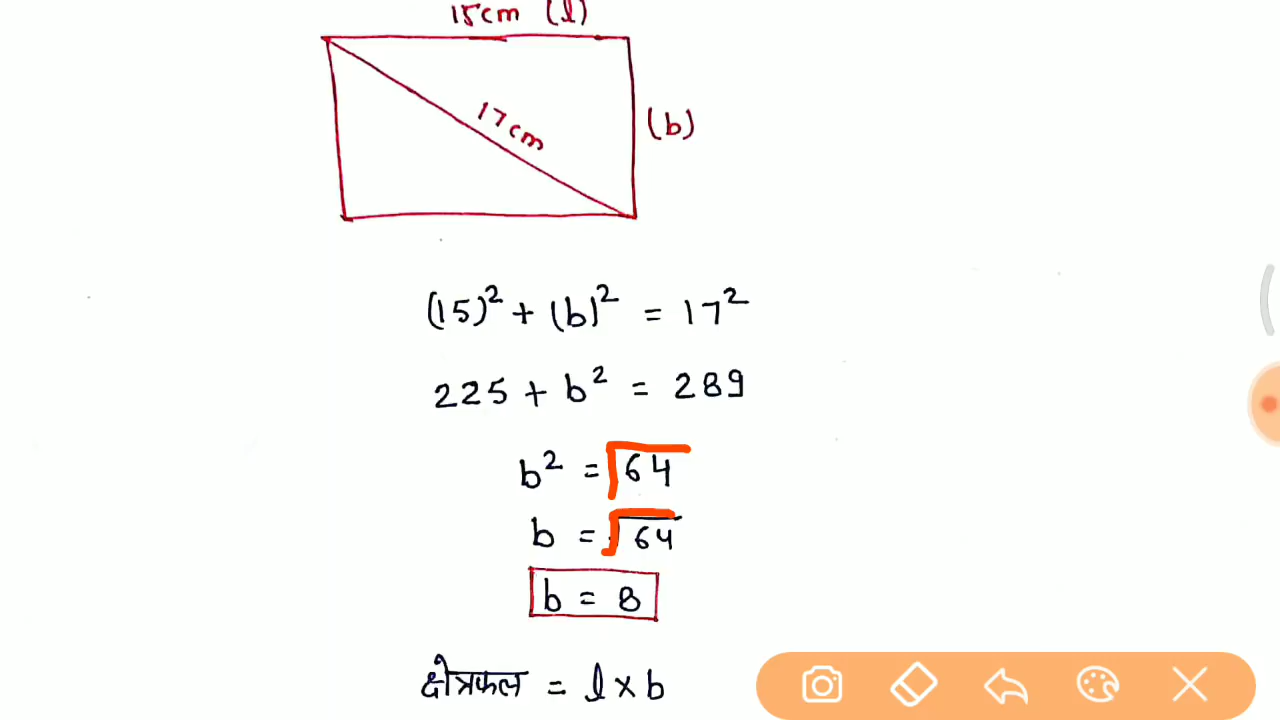 15cm (l)
17cm
(b)
(15)² + (b)² = 17²
225 + b² = 289
b² = √64
b = √64
b = 8
क्षेत्रफल = l × b